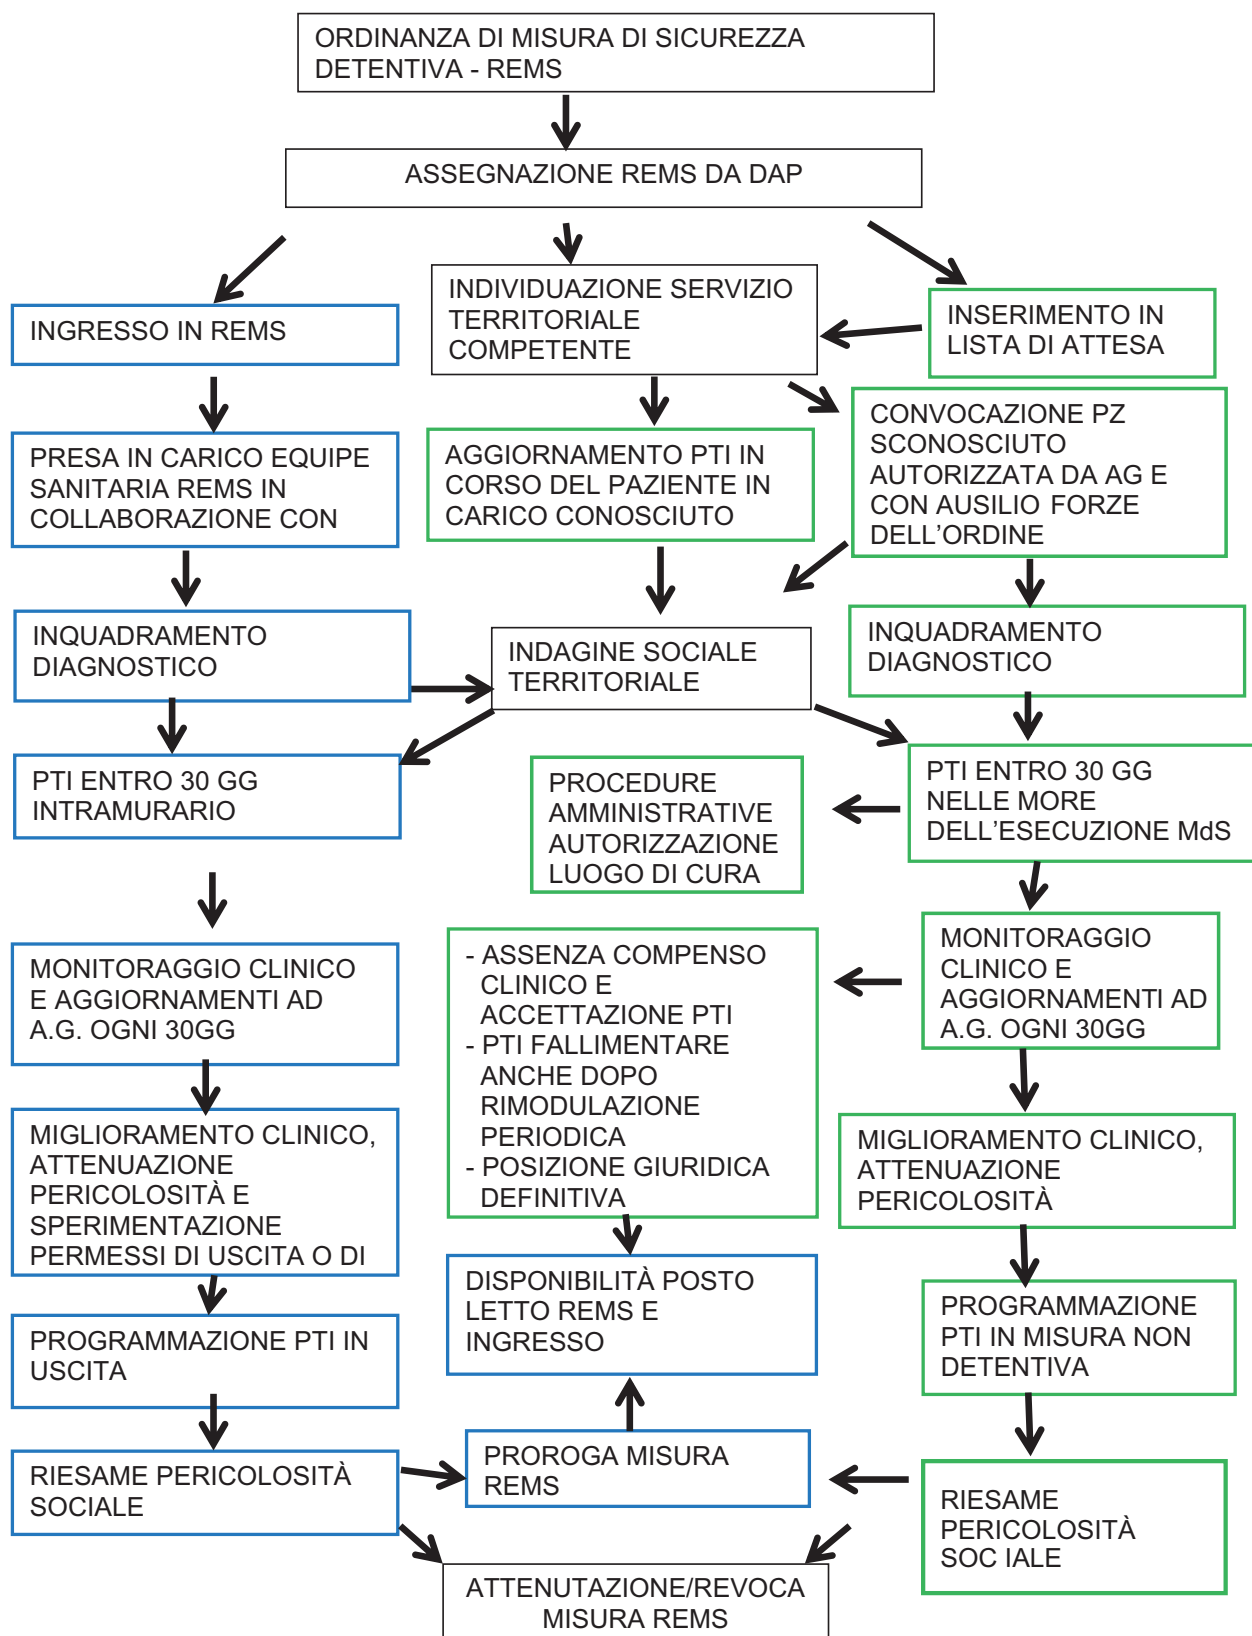 ORDINANZA DI MISURA DI SICUREZZA
DETENTIVA - REMS
ASSEGNAZIONE REMS DA DAP
INGRESSO IN REMS
INDIVIDUAZIONE SERVIZIO
TERRITORIALE
COMPETENTE
INSERIMENTO IN
LISTA DI ATTESA
PRESA IN CARICO EQUIPE
SANITARIA REMS IN
COLLABORAZIONE CON
AGGIORNAMENTO PTI IN
CORSO DEL PAZIENTE IN
CARICO CONOSCIUTO
CONVOCAZIONE PZ
SCONOSCIUTO
AUTORIZZATA DA AG E
CON AUSILIO FORZE
DELL'ORDINE
INQUADRAMENTO
DIAGNOSTICO
INDAGINE SOCIALE
TERRITORIALE
INQUADRAMENTO
DIAGNOSTICO
PTI ENTRO 30 GG
INTRAMURARIO
PROCEDURE
AMMINISTRATIVE
AUTORIZZAZIONE
LUOGO DI CURA
PTI ENTRO 30 GG
NELLE MORE
DELL'ESECUZIONE MdS
MONITORAGGIO CLINICO
E AGGIORNAMENTI AD
A.G. OGNI 30GG
- ASSENZA COMPENSO
CLINICO E
ACCETTAZIONE PTI
- PTI FALLIMENTARE
ANCHE DOPO
RIMODULAZIONE
PERIODICA
- POSIZIONE GIURIDICA
DEFINITIVA
MONITORAGGIO
CLINICO E
AGGIORNAMENTI AD
A.G. OGNI 30GG
MIGLIORAMENTO CLINICO,
ATTENUAZIONE
PERICOLOSITÀ E
SPERIMENTAZIONE
PERMESSI DI USCITA O DI
MIGLIORAMENTO CLINICO,
ATTENUAZIONE
PERICOLOSITÀ
DISPONIBILITÀ POSTO
LETTO REMS E
INGRESSO
PROGRAMMAZIONE PTI IN
USCITA
PROGRAMMAZIONE
PTI IN MISURA NON
DETENTIVA
RIESAME PERICOLOSITÀ
SOCIALE
PROROGA MISURA
REMS
RIESAME
PERICOLOSITÀ
SOC IALE
ATTENUTAZIONE/REVOCA
MISURA REMS